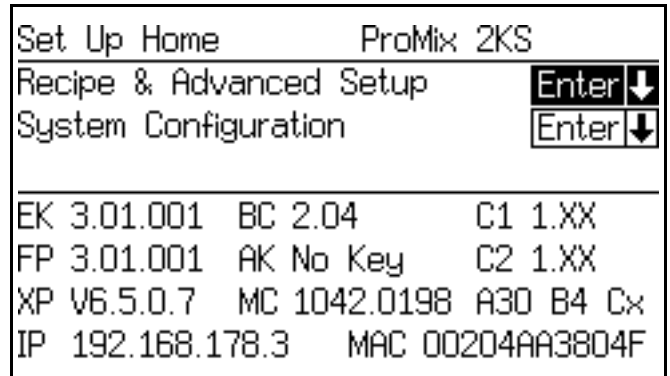 Set Up Home ProMix 2KS
Recipe & Advanced Setup Enter
System Configuration Enter
EK 3.01.001 BC 2.04 C1 1.XX
FP 3.01.001 AK No Key C2 1.XX
XP V6.5.0.7 MC 1042.0198 A30 B4 Cx
IP 192.168.178.3 MAC 00204AA3804F